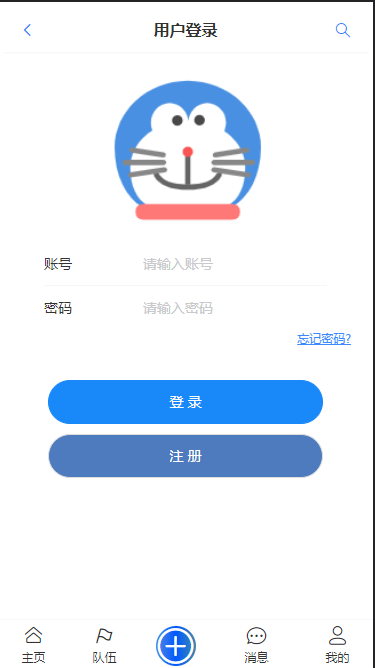 用户登录
账号 请输入账号
密码 请输入密码
忘记密码?
登 录
注 册
主页 队伍 消息 我的